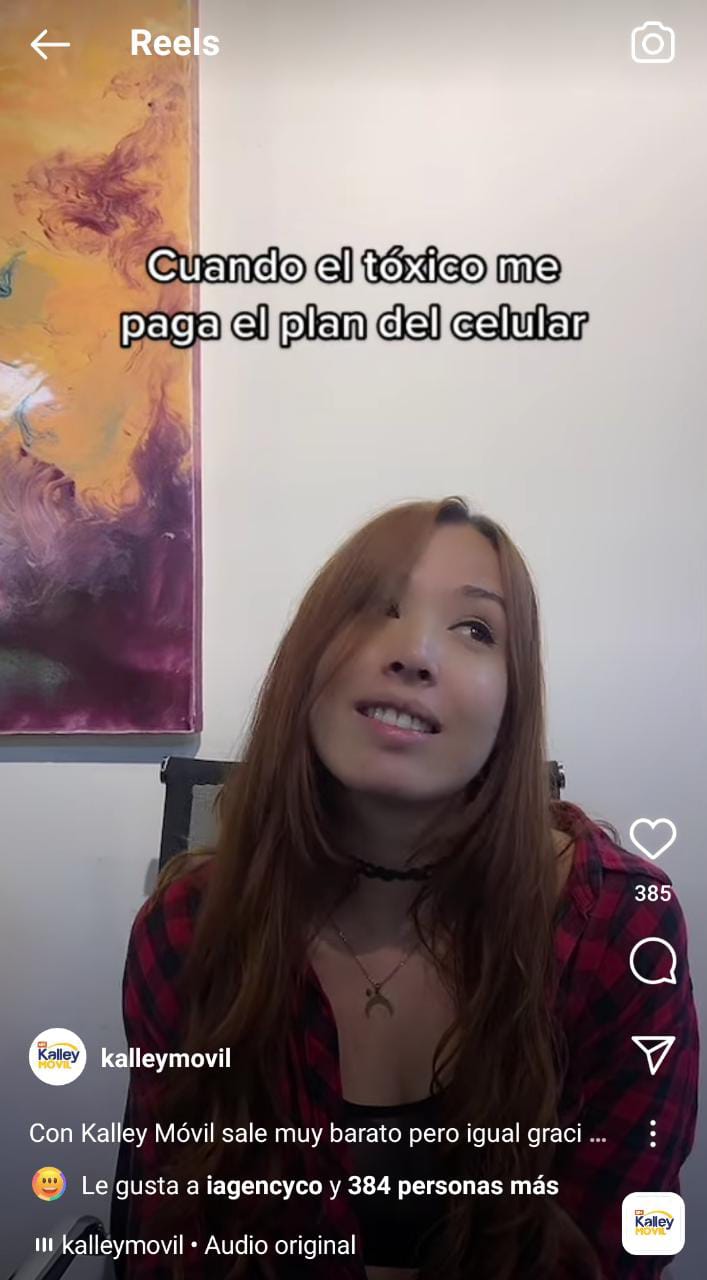 Reels
Cuando el tóxico me
paga el plan del celular
385
Kalley
MÓVIL
kalleymovil
Con Kalley Móvil sale muy barato pero igual graci ...
Le gusta a iagencyco y 384 personas más
kalleymovil • Audio original
Kalley
MÓVIL